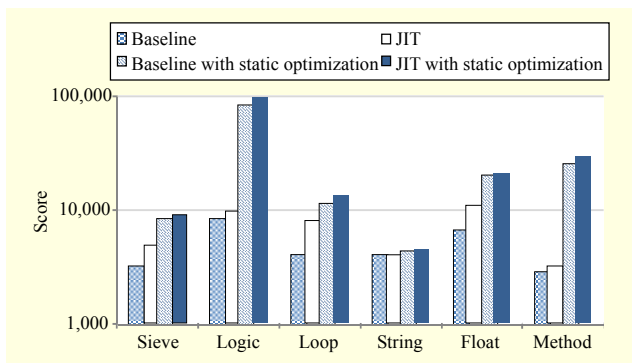 Baseline JIT
Baseline with static optimization JIT with static optimization
100,000
10,000
1,000
Score
Sieve Logic Loop String Float Method